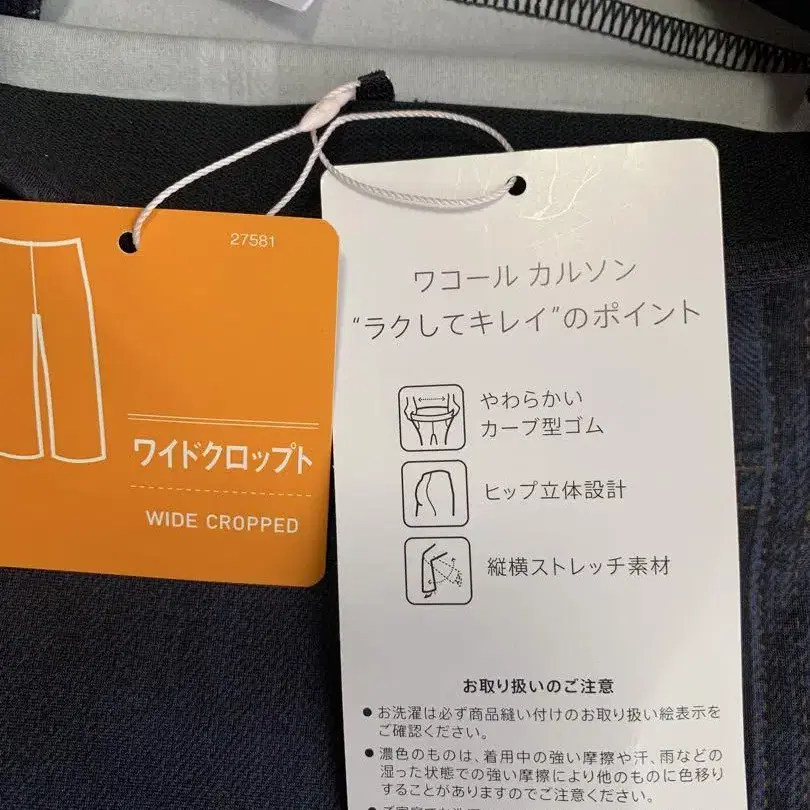 27581
ワイドクロップト
WIDE CROPPED
ワコール カルソン
“ラクしてキレイ”のポイント
やわらかい
カーブ型ゴム
ヒップ立体設計
縦横ストレッチ素材
お取り扱いのご注意
●お洗濯は必ず商品縫い付けのお取り扱い絵表示を
ご確認ください。
●濃色のものは、着用中の強い摩擦や汗、雨などの
湿った状態での強い摩擦により他のものに色移り
することがありますのでご注意ください。